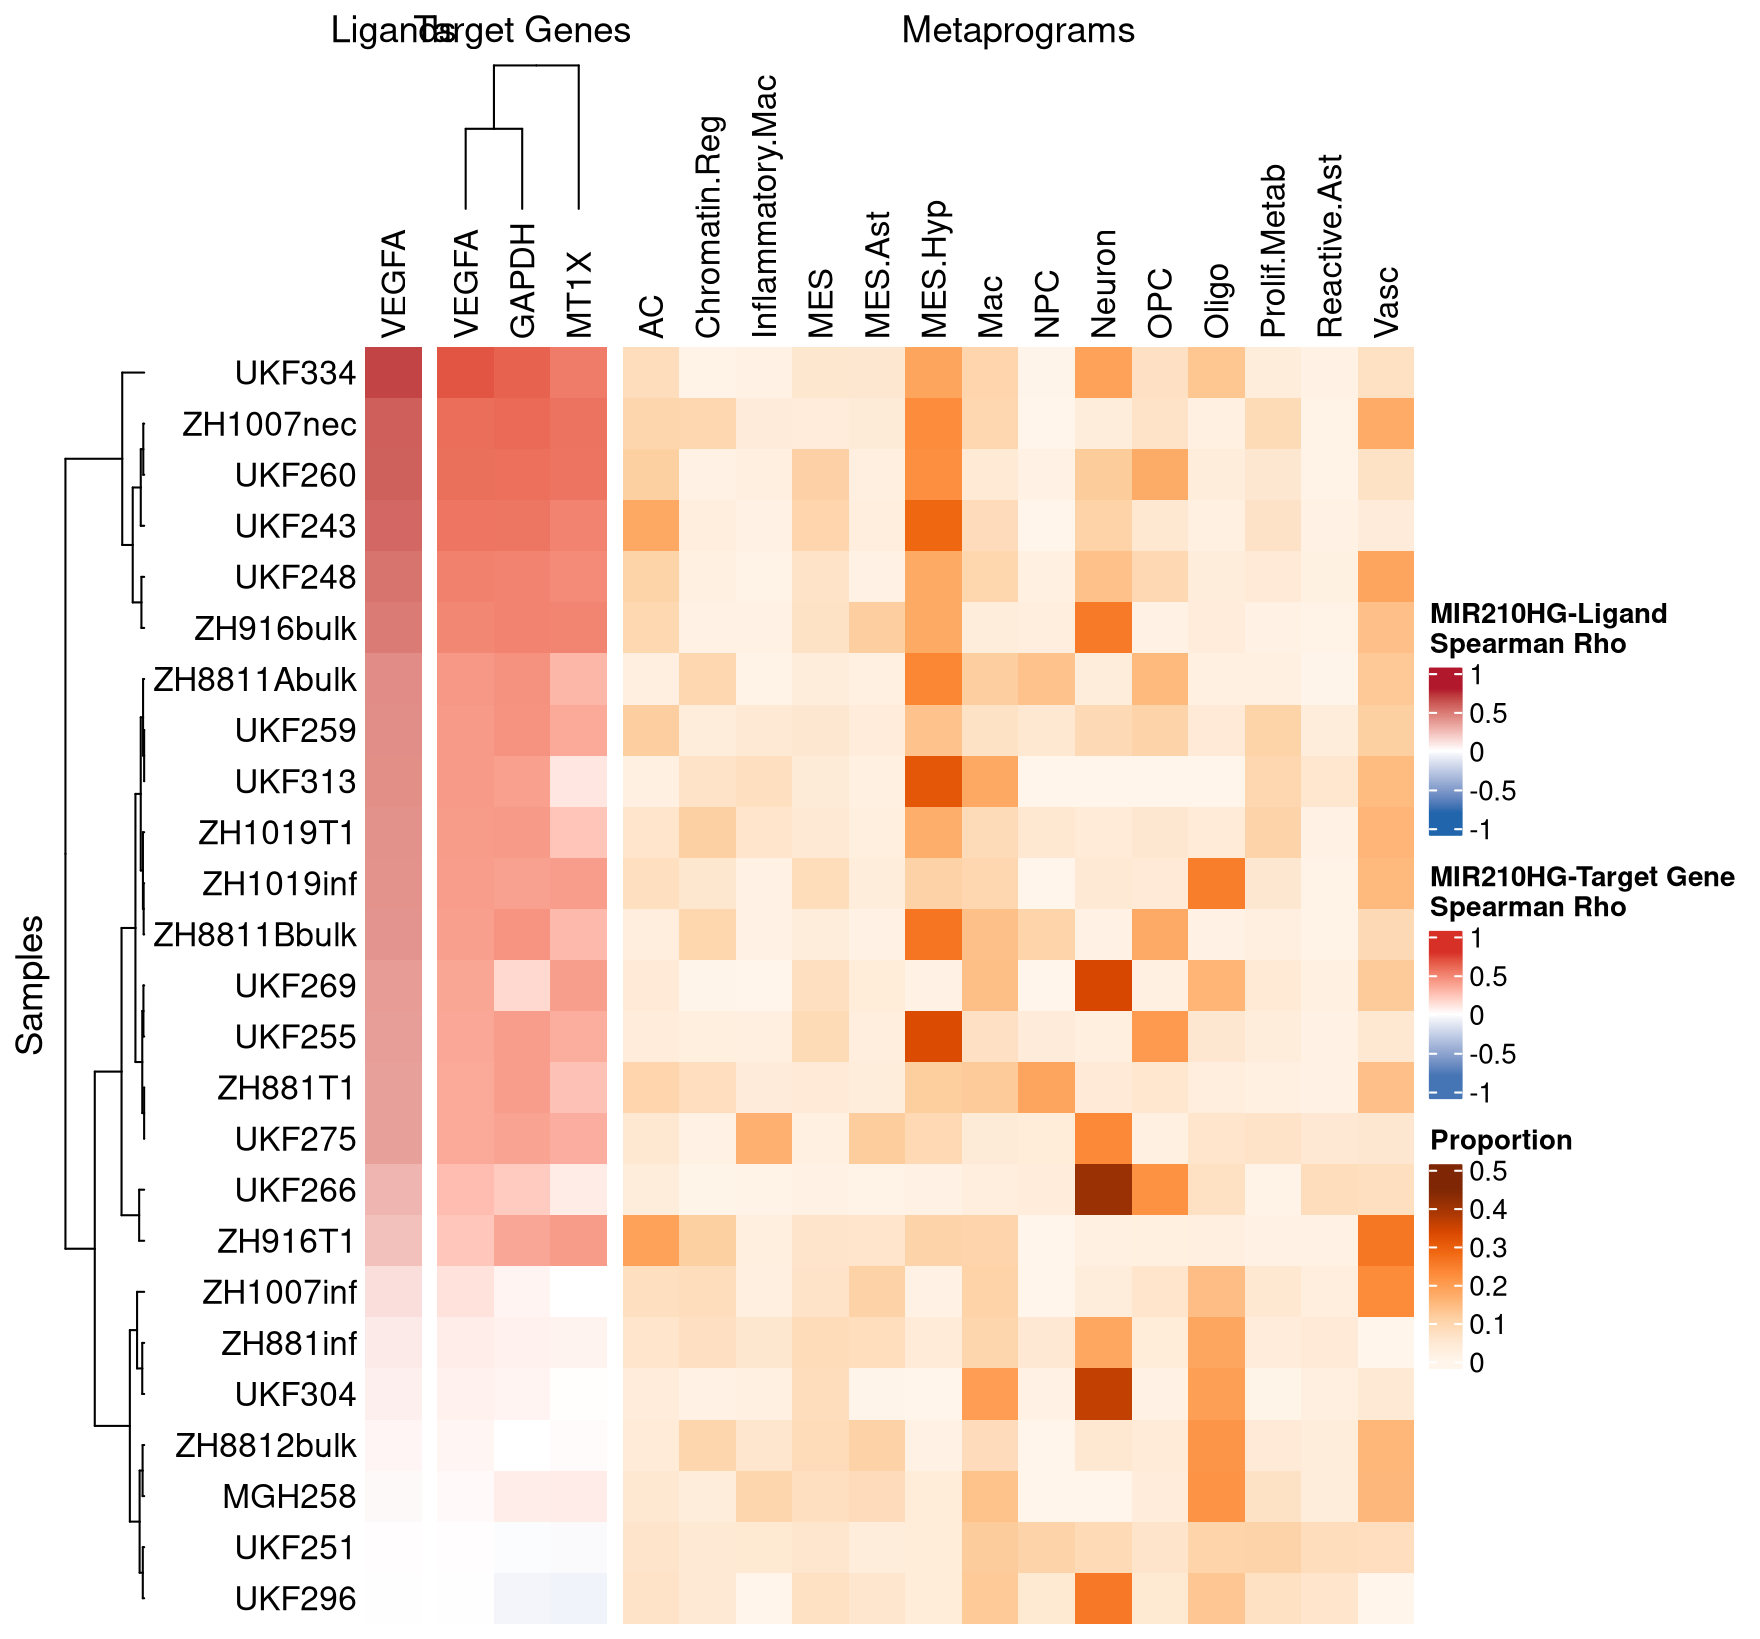 Ligands
Target Genes
Metaprograms
VEGFA
VEGFA
GAPDH
MT1X
AC
Chromatin.Reg
Inflammatory.Mac
MES
MES.Ast
MES.Hyp
Mac
NPC
Neuron
OPC
Oligo
Prolif.Metab
Reactive.Ast
Vasc
Samples
UKF334
ZH1007nec
UKF260
UKF243
UKF248
ZH916bulk
ZH8811Abulk
UKF259
UKF313
ZH1019T1
ZH1019inf
ZH8811Bbulk
UKF269
UKF255
ZH881T1
UKF275
UKF266
ZH916T1
ZH1007inf
ZH881inf
UKF304
ZH8812bulk
MGH258
UKF251
UKF296
MIR210HG-Ligand
Spearman Rho
1
0.5
0
-0.5
-1
MIR210HG-Target Gene
Spearman Rho
1
0.5
0
-0.5
-1
Proportion
0.5
0.4
0.3
0.2
0.1
0